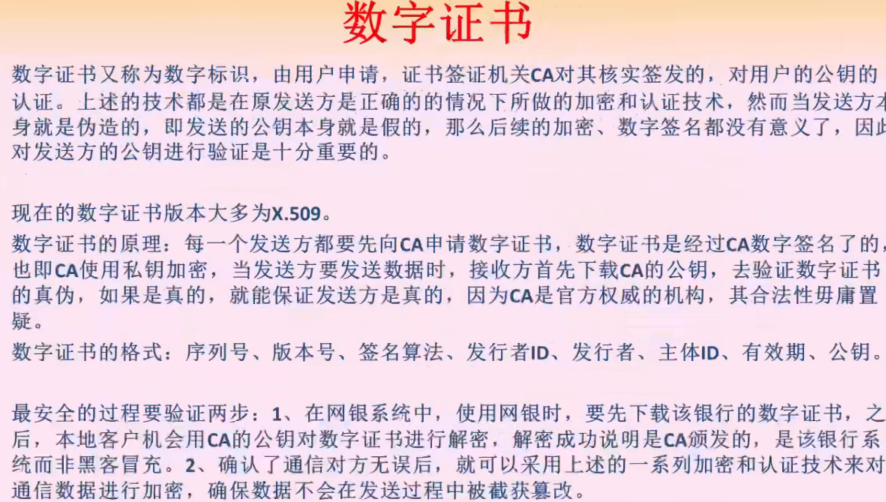 数字证书
数字证书又称为数字标识，由用户申请，证书签证机关CA对其核实签发的，对用户的公钥的
认证。上述的技术都是在原发送方是正确的的情况下所做的加密和认证技术，然而当发送方本
身就是伪造的，即发送的公钥本身就是假的，那么后续的加密、数字签名都没有意义了，因此
对发送方的公钥进行验证是十分重要的。
现在的数字证书版本大多为X.509。
数字证书的原理：每一个发送方都要先向CA申请数字证书，数字证书是经过CA数字签名了的，
也即CA使用私钥加密，当发送方要发送数据时，接收方首先下载CA的公钥，去验证数字证书
的真伪，如果是真的，就能保证发送方是真的，因为CA是官方权威的机构，其合法性毋庸置
疑。
数字证书的格式：序列号、版本号、签名算法、发行者ID、发行者、主体ID、有效期、公钥。
最安全的过程要验证两步：1、在网银系统中，使用网银时，要先下载该银行的数字证书，之
后，本地客户机会用CA的公钥对数字证书进行解密，解密成功说明是CA颁发的，是该银行系
统而非黑客冒充。2、确认了通信对方无误后，就可以采用上述的一系列加密和认证技术来对
通信数据进行加密，确保数据不会在发送过程中被截获篡改。